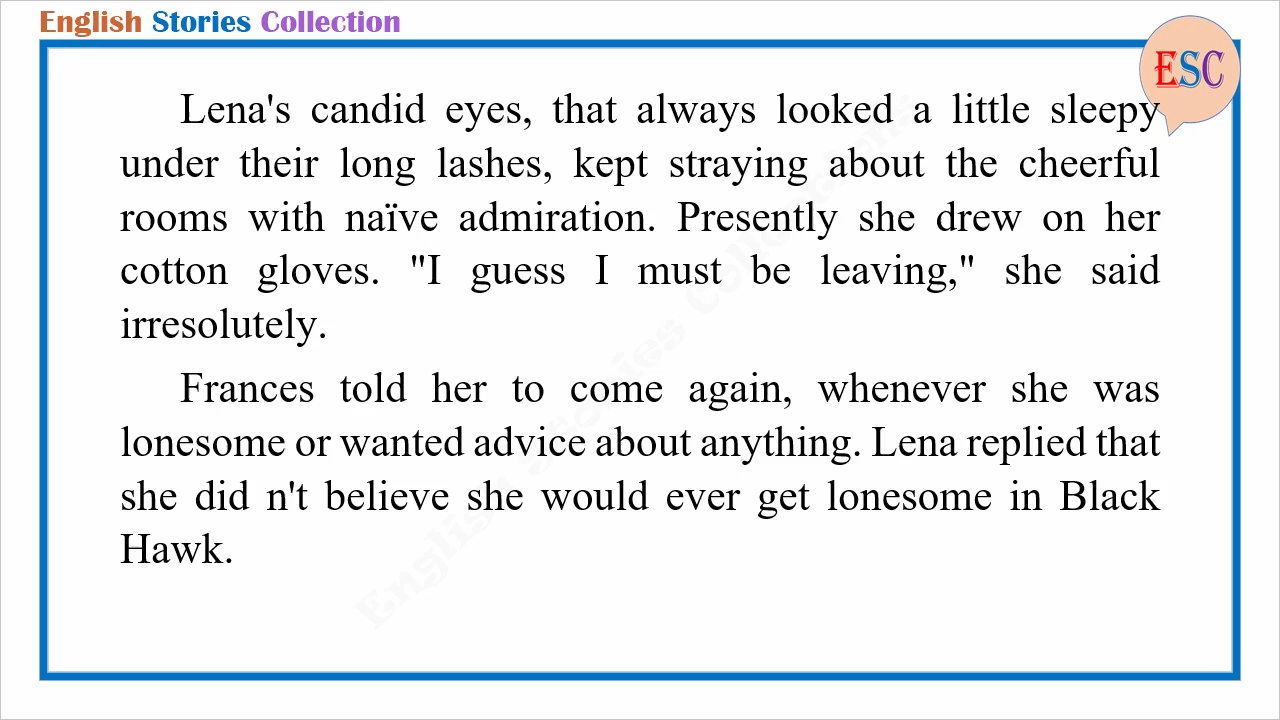 English Stories Collection
ESC
Lena's candid eyes, that always looked a little sleepy
under their long lashes, kept straying about the cheerful
rooms with naïve admiration. Presently she drew on her
cotton gloves. "I guess I must be leaving," she said
irresolutely.
Frances told her to come again, whenever she was
lonesome or wanted advice about anything. Lena replied that
she did n't believe she would ever get lonesome in Black
Hawk.
English Stories Collections